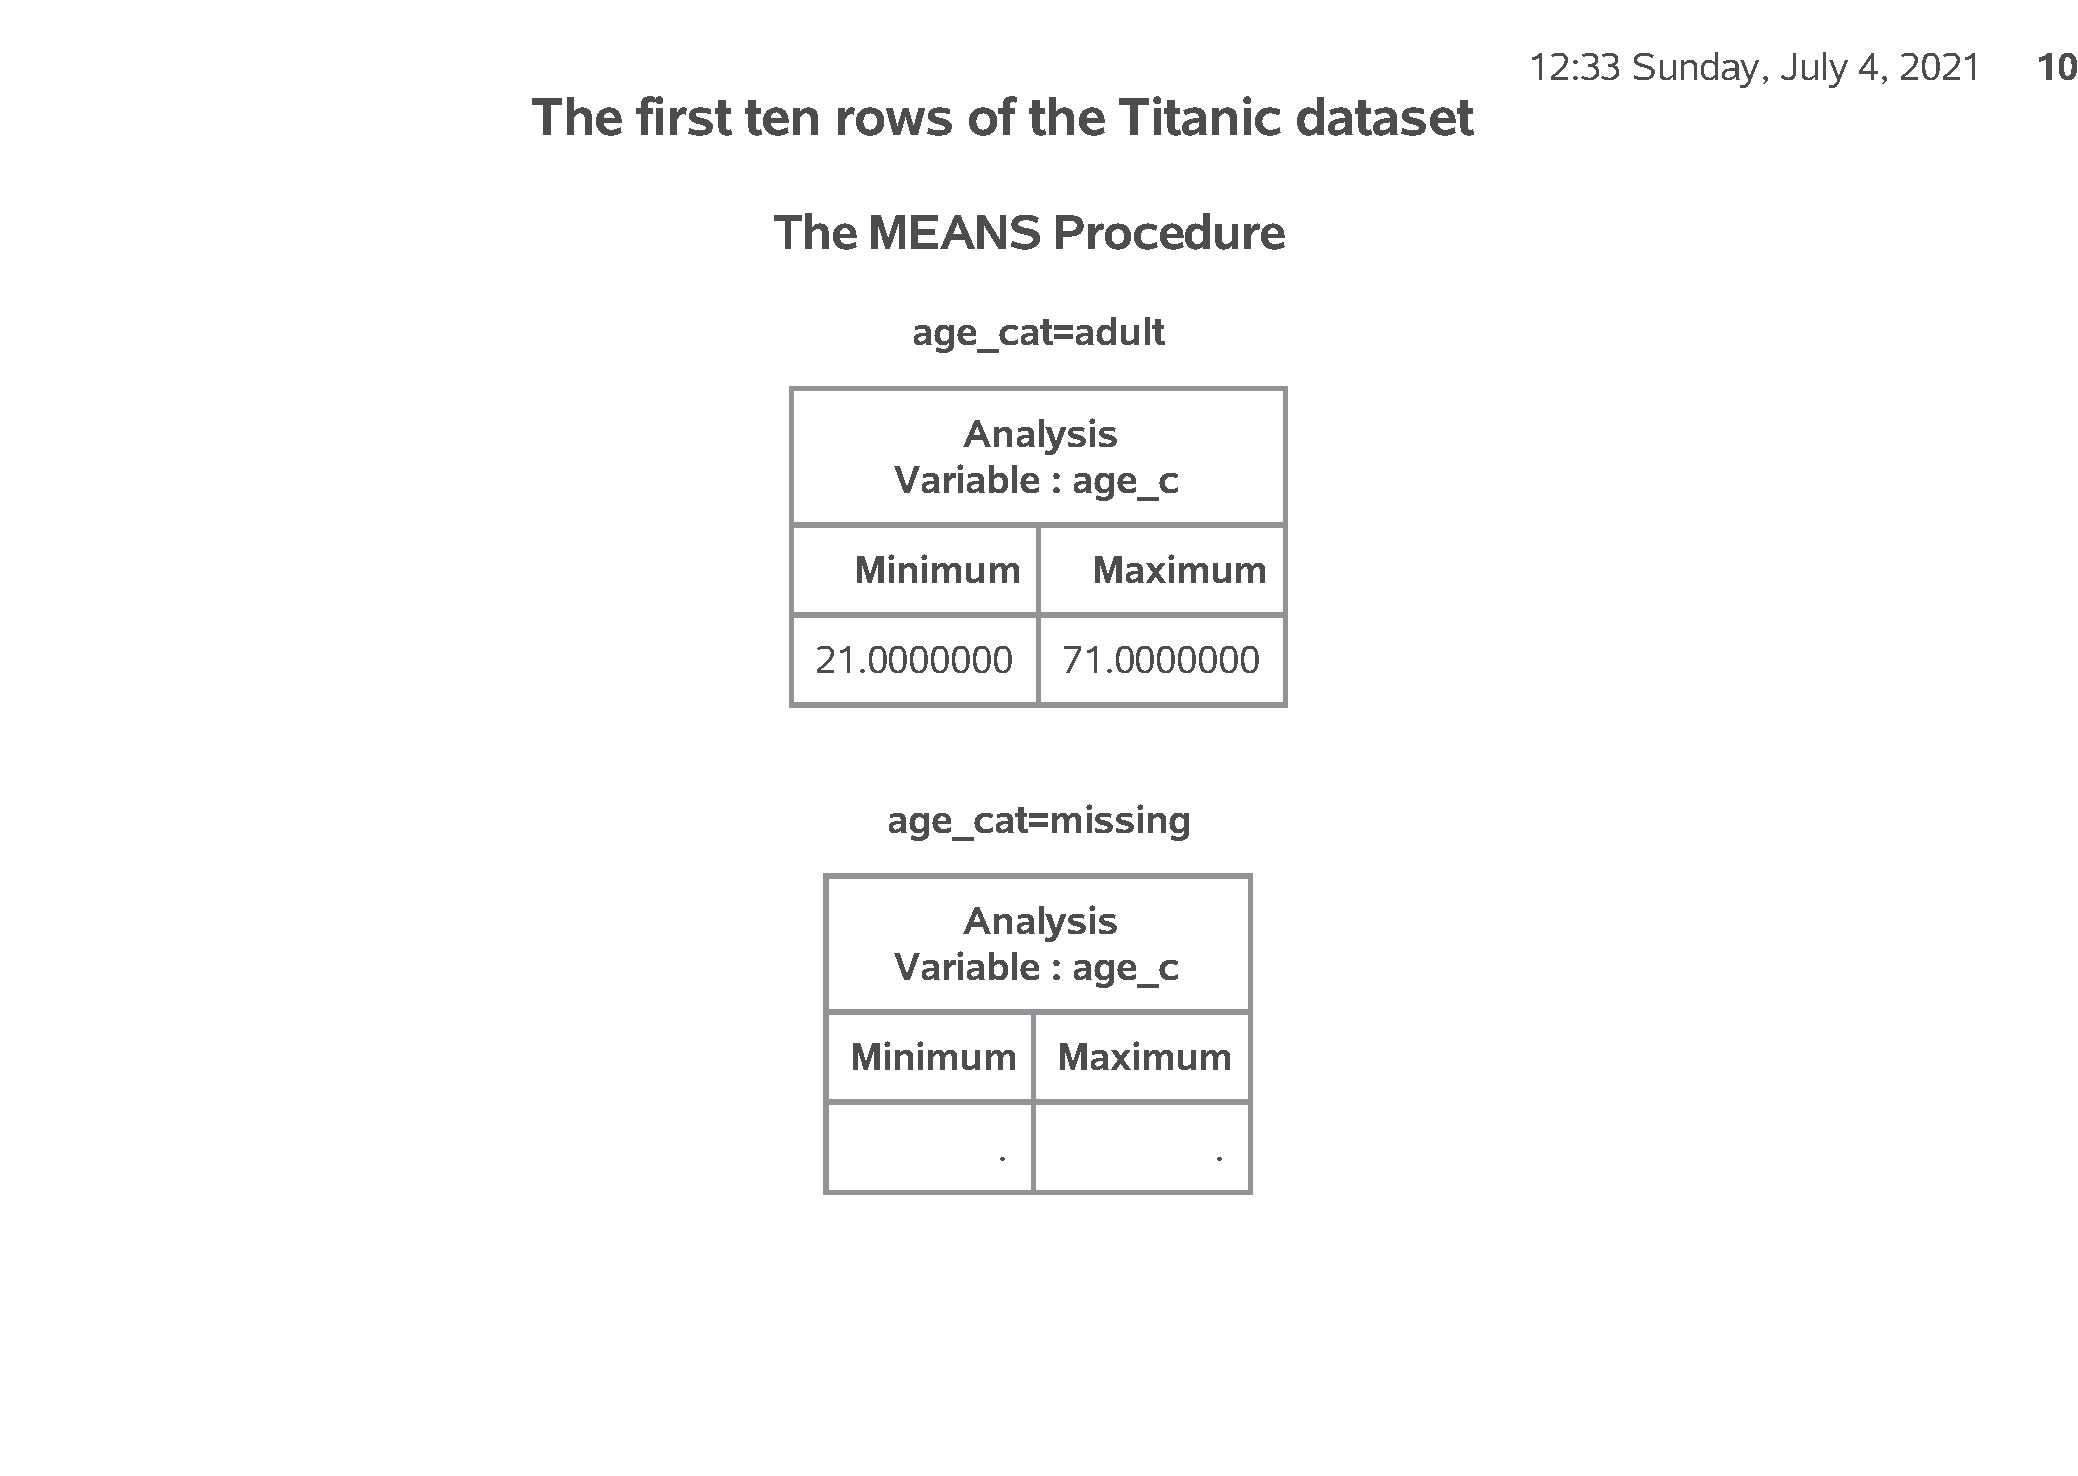 12:33 Sunday, July 4, 2021 10
The first ten rows of the Titanic dataset
The MEANS Procedure
age_cat=adult
Analysis
Variable : age_c
Minimum Maximum
21.0000000 71.0000000
age_cat=missing
Analysis
Variable : age_c
Minimum Maximum
. .